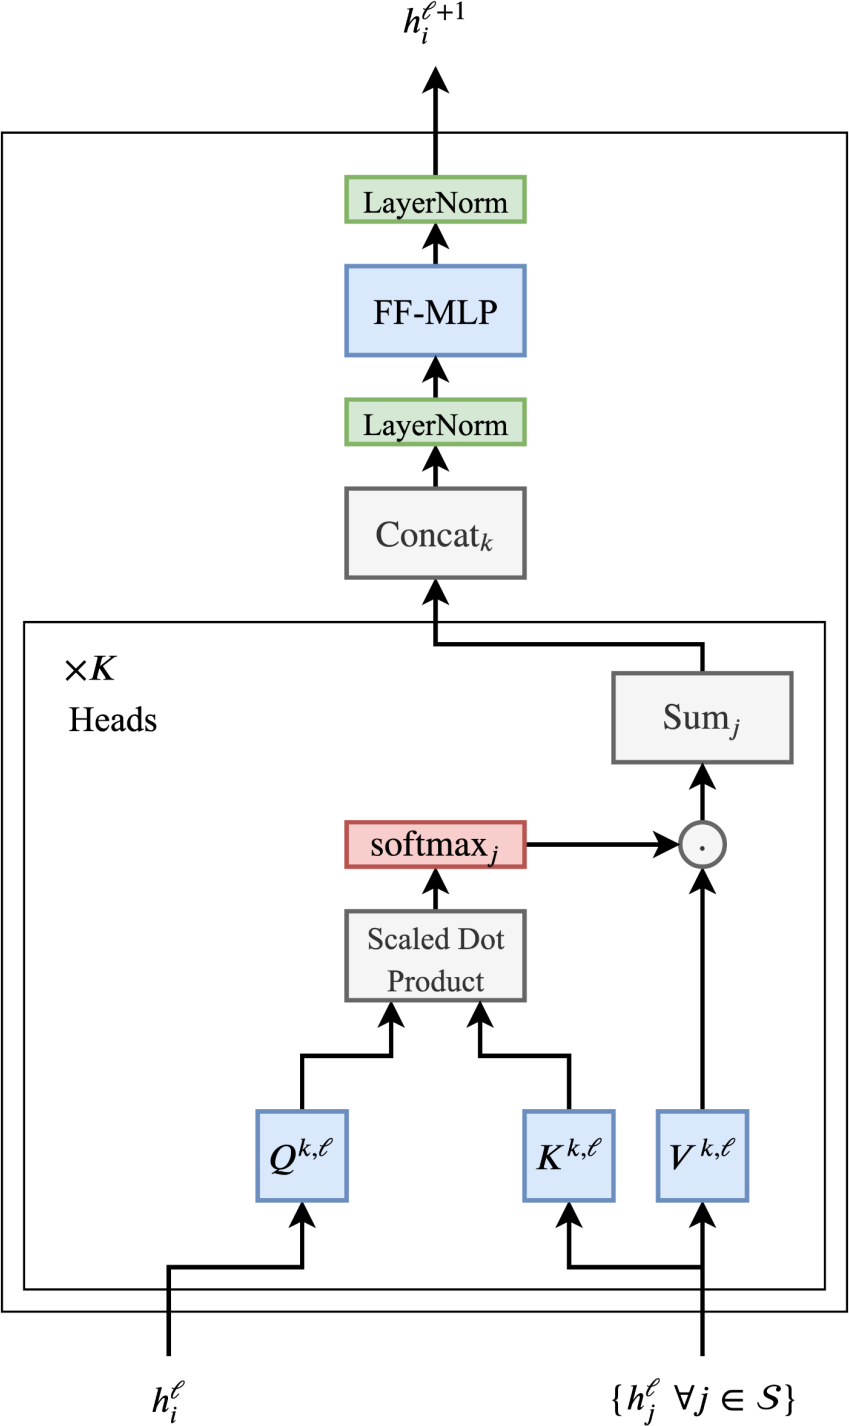 h_i^{ℓ+1}
LayerNorm
FF-MLP
LayerNorm
Concat_k
×K
Heads
Sum_j
softmax_j
.
Scaled Dot
Product
Q^{k,ℓ}
K^{k,ℓ}
V^{k,ℓ}
h_i^ℓ
{h_j^ℓ ∀j ∈ 𝒮}